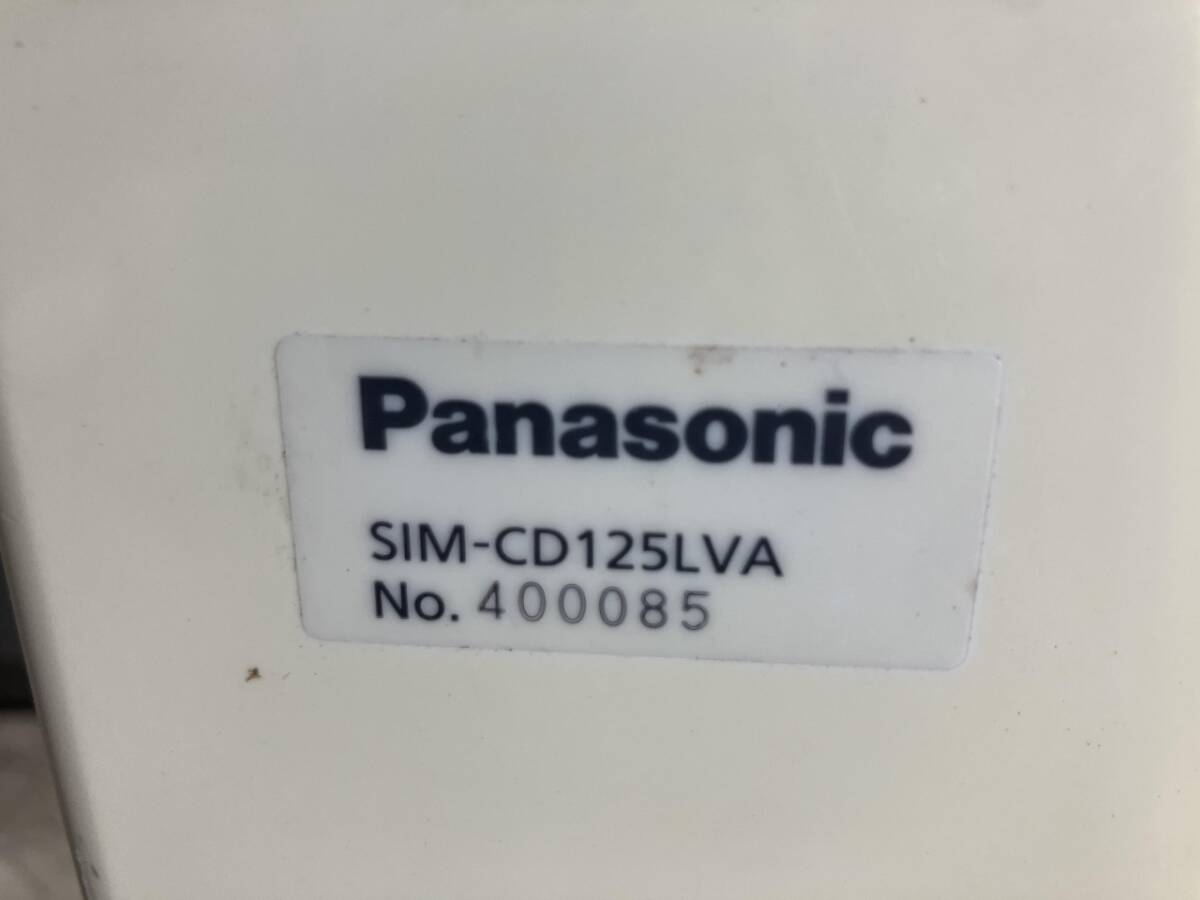 Panasonic
SIM-CD125LVA
No. 400085